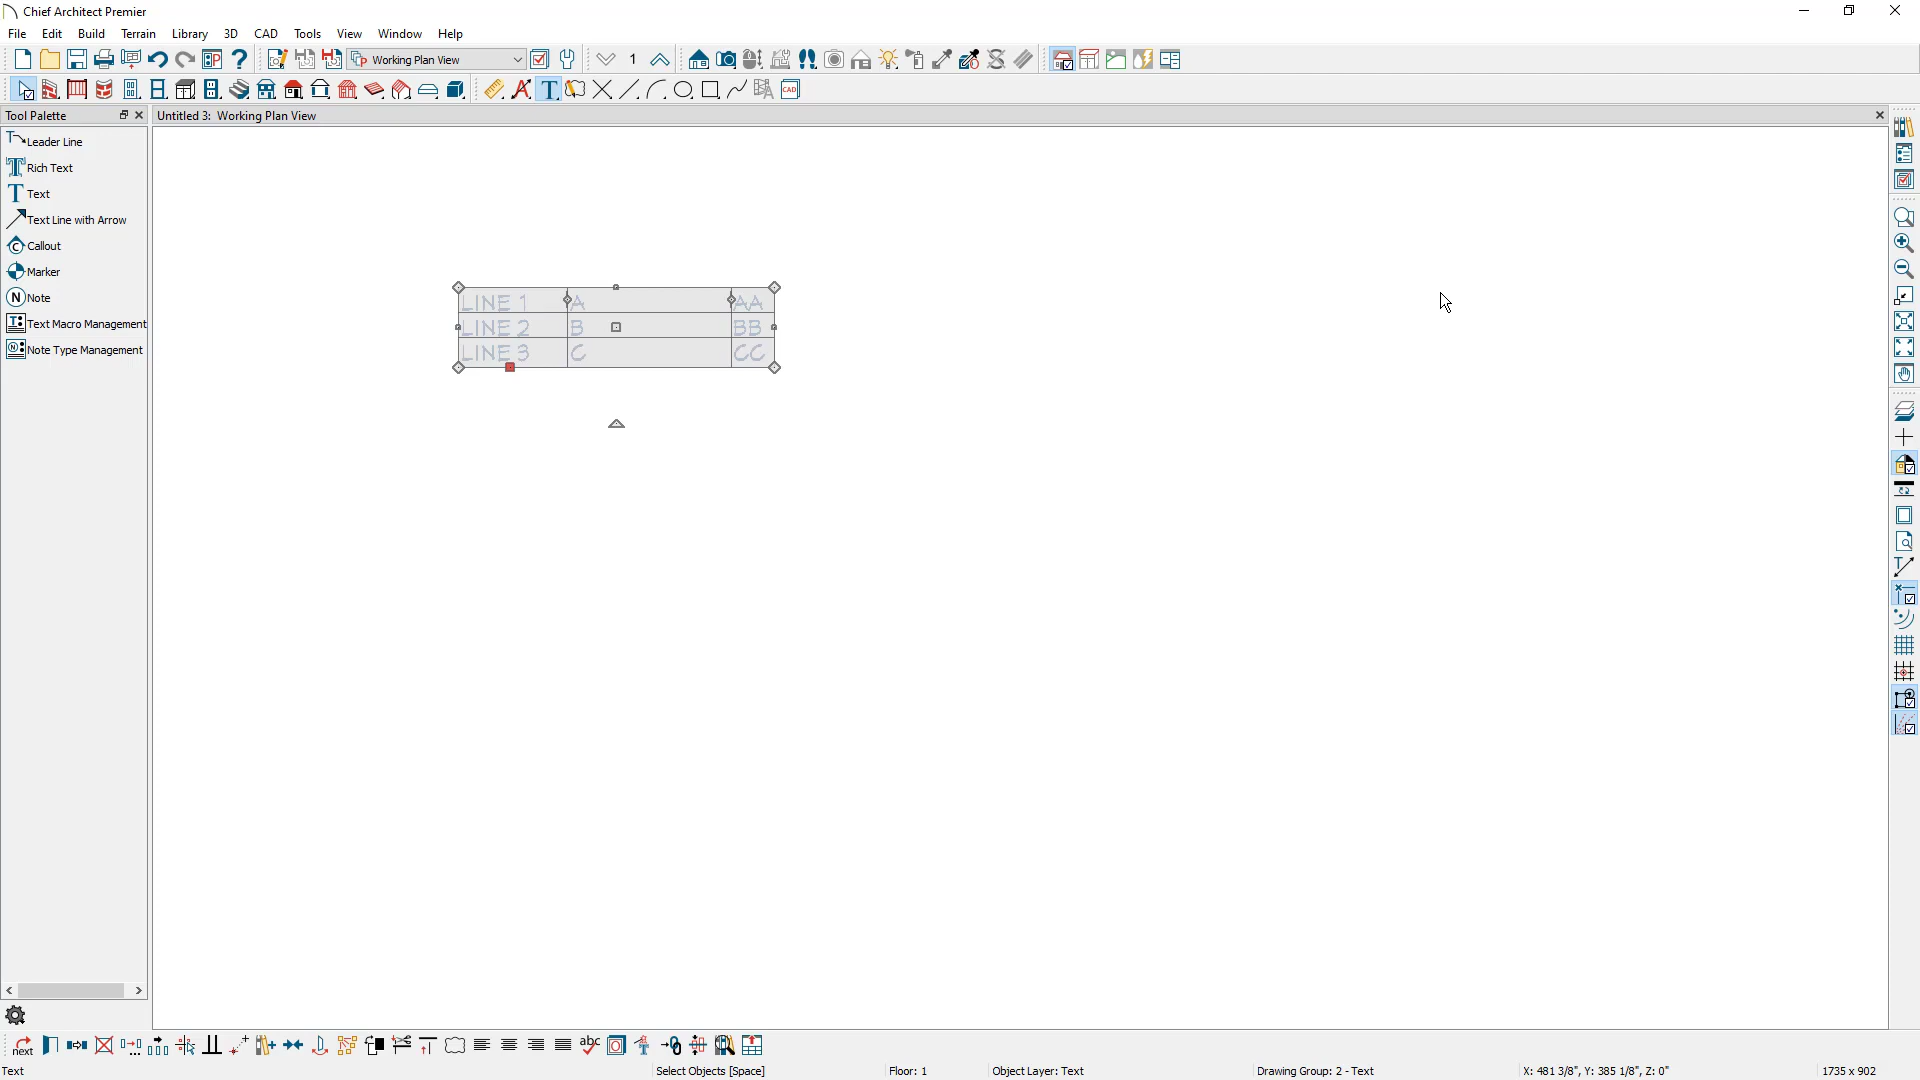 Chief Architect Premier
File Edit Build Terrain Library 3D CAD Tools View Window Help
Working Plan View 1
CAD
Tool Palette
Untitled 3: Working Plan View
Leader Line
Rich Text
Text
Text Line with Arrow
Callout
Marker
Note
Text Macro Management
Note Type Management
LINE 1 A AA
LINE 2 B BB
LINE 3 C CC
next abc
Text Select Objects [Space] Floor: 1 Object Layer: Text Drawing Group: 2 - Text X: 481 3/8", Y: 385 1/8", Z: 0" 1735 x 902